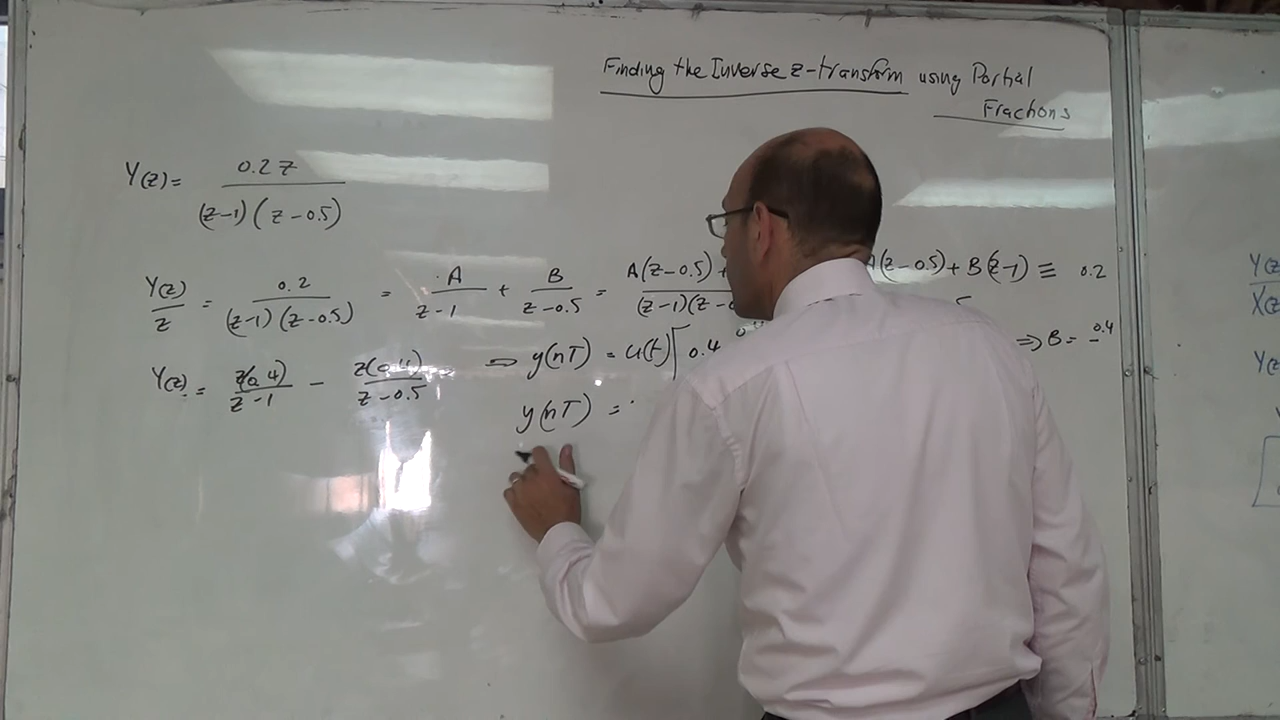 Finding the Inverse z-transform using Partial
Fractions
Y(z) = 0.2 z / (z-1)(z-0.5)
Y(z)/z = 0.2 / (z-1)(z-0.5) = A / z-1 + B / z-0.5 = A(z-0.5)+ / (z-1)(z- A(z-0.5) + B(z-1) ≡ 0.2
⇒ B = -0.4
Y(z) = z(0.4) / z-1 - z(0.4) / z-0.5 ⇒ y(nT) = u(t)[ 0.4
y(nT) =
Y(z)
X(z)
Y(z)